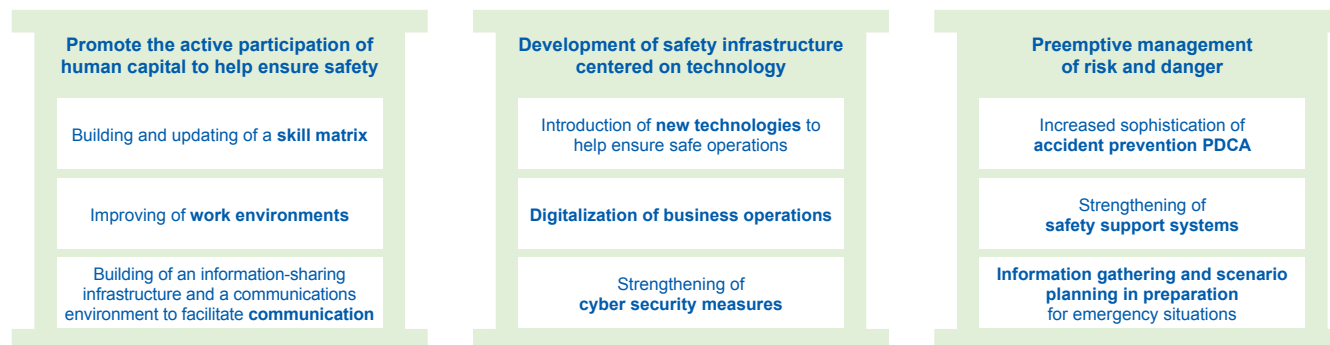 Promote the active participation of
human capital to help ensure safety
Building and updating of a skill matrix
Improving of work environments
Building of an information-sharing
infrastructure and a communications
environment to facilitate communication
Development of safety infrastructure
centered on technology
Introduction of new technologies to
help ensure safe operations
Digitalization of business operations
Strengthening of
cyber security measures
Preemptive management
of risk and danger
Increased sophistication of
accident prevention PDCA
Strengthening of
safety support systems
Information gathering and scenario
planning in preparation
for emergency situations